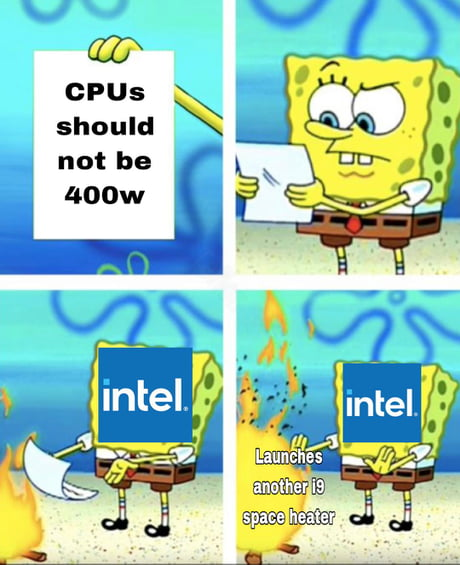 CPUs
should
not be
400w
intel.
intel.
Launches
another i9
space heater